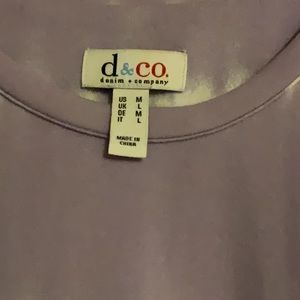 d&co.
denim + company
US M
UK L
DE M
IT L
MADE IN
CHINA